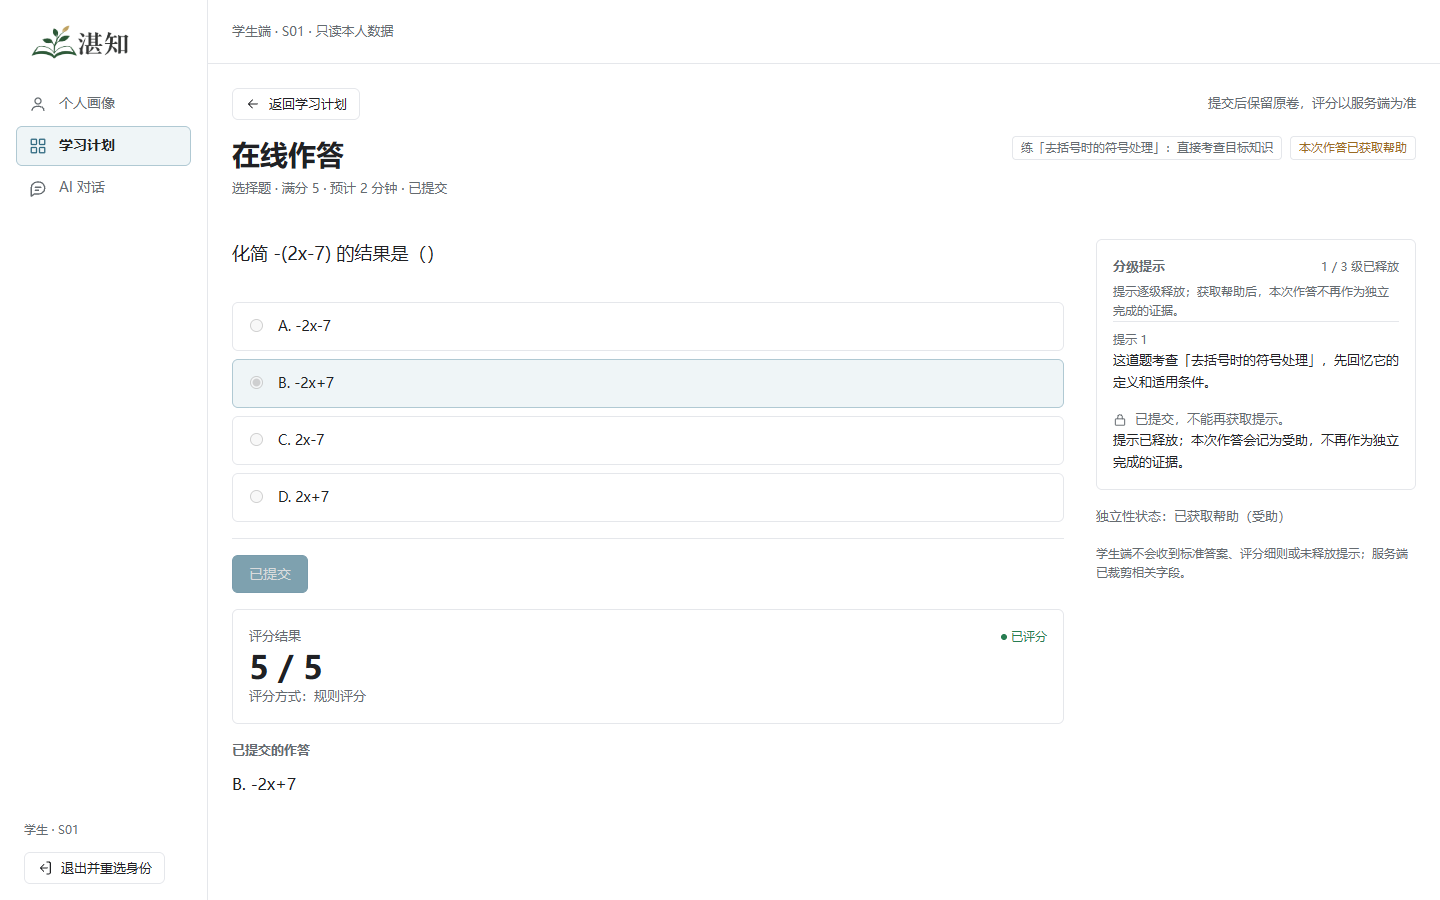 湛知
个人画像
学习计划
AI 对话
学生 · S01
退出并重选身份
学生端 · S01 · 只读本人数据
返回学习计划
提交后保留原卷，评分以服务端为准
在线作答
练「去括号时的符号处理」：直接考查目标知识
本次作答已获取帮助
选择题 · 满分 5 · 预计 2 分钟 · 已提交
化简 -(2x-7) 的结果是（）
A. -2x-7
B. -2x+7
C. 2x-7
D. 2x+7
已提交
评分结果
已评分
5 / 5
评分方式：规则评分
已提交的作答
B. -2x+7
分级提示
1 / 3 级已释放
提示逐级释放；获取帮助后，本次作答不再作为独立
完成的证据。
提示 1
这道题考查「去括号时的符号处理」，先回忆它的
定义和适用条件。
已提交，不能再获取提示。
提示已释放；本次作答会记为受助，不再作为独立
完成的证据。
独立性状态：已获取帮助（受助）
学生端不会收到标准答案、评分细则或未释放提示；服务端
已裁剪相关字段。